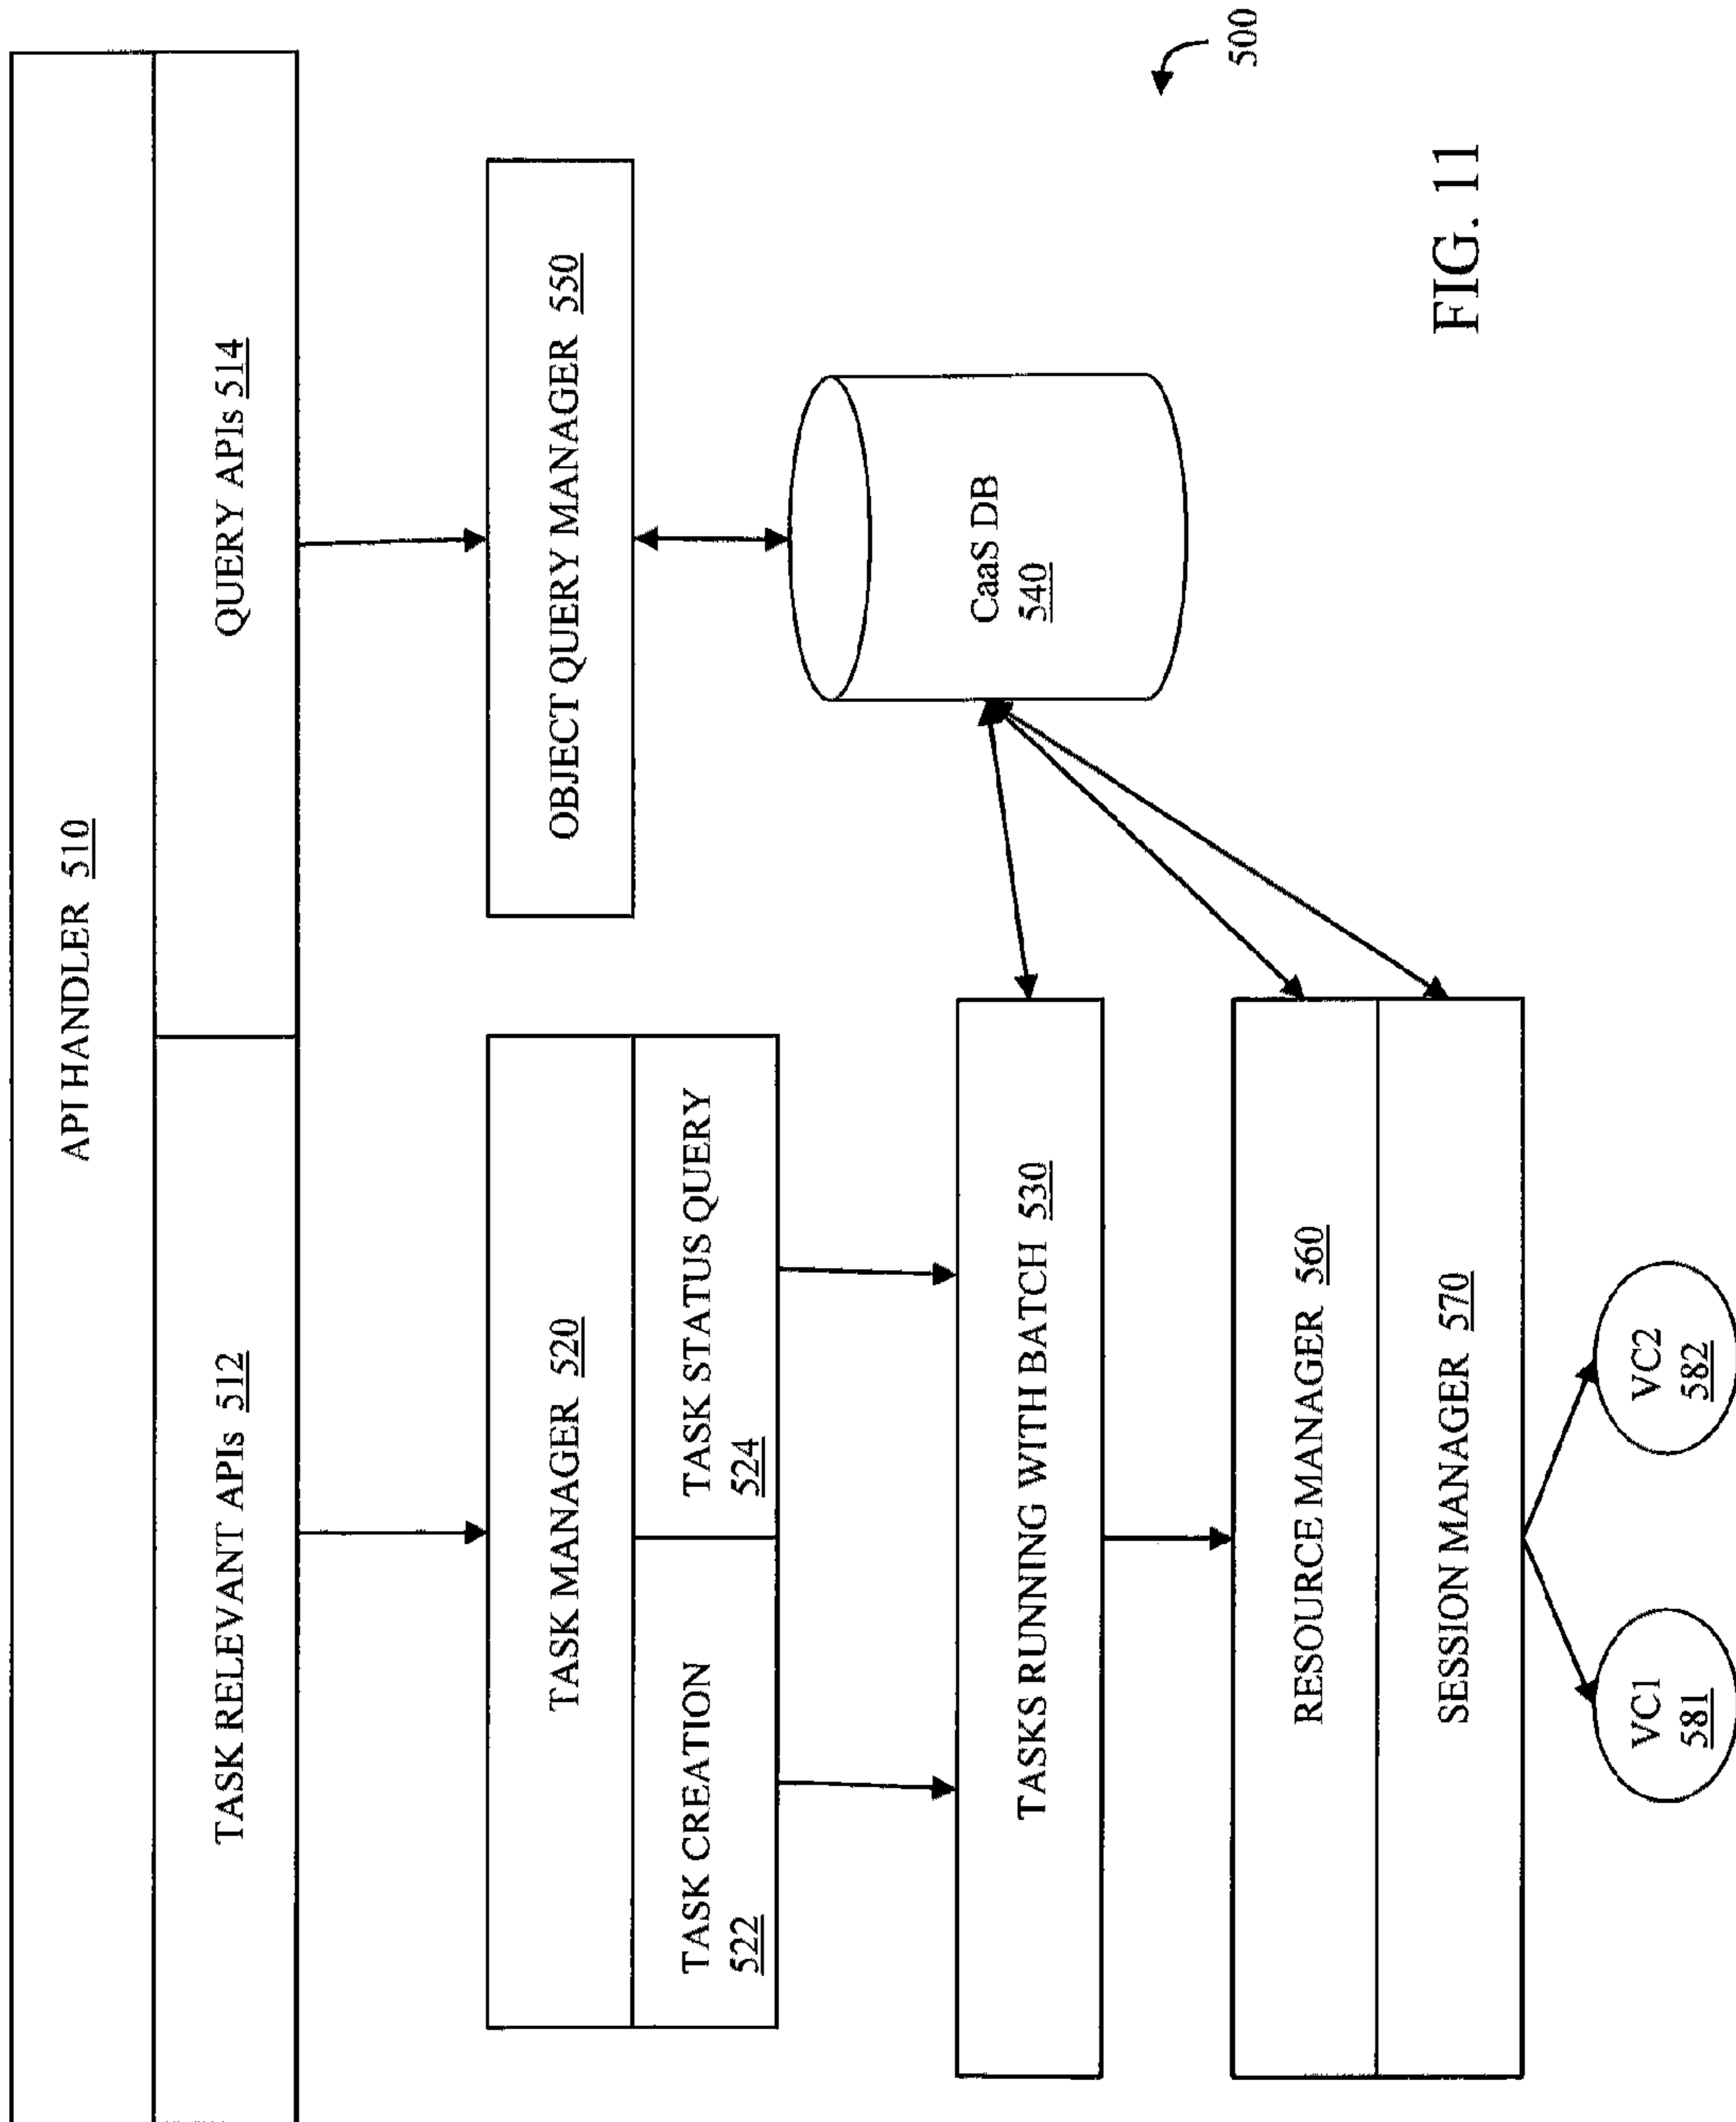 API HANDLER 510
TASK RELEVANT APIs 512
QUERY APIs 514
TASK MANAGER 520
OBJECT QUERY MANAGER 550
TASK CREATION
522
TASK STATUS QUERY
524
CaaS DB
540
TASKS RUNNING WITH BATCH 530
RESOURCE MANAGER 560
SESSION MANAGER 570
VC1
581
VC2
582
500
FIG. 11